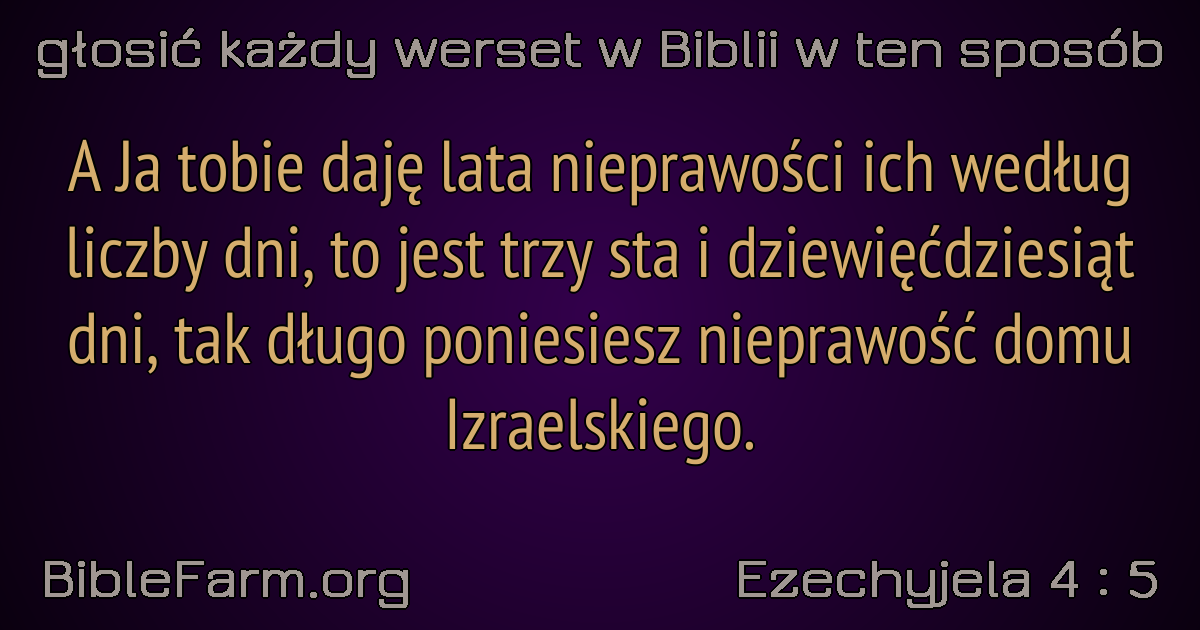 głosić każdy werset w Biblii w ten sposób
A Ja tobie daję lata nieprawości ich według
liczby dni, to jest trzy sta i dziewięćdziesiąt
dni, tak długo poniesiesz nieprawość domu
Izraelskiego.
BibleFarm.org
Ezechyjela 4 : 5